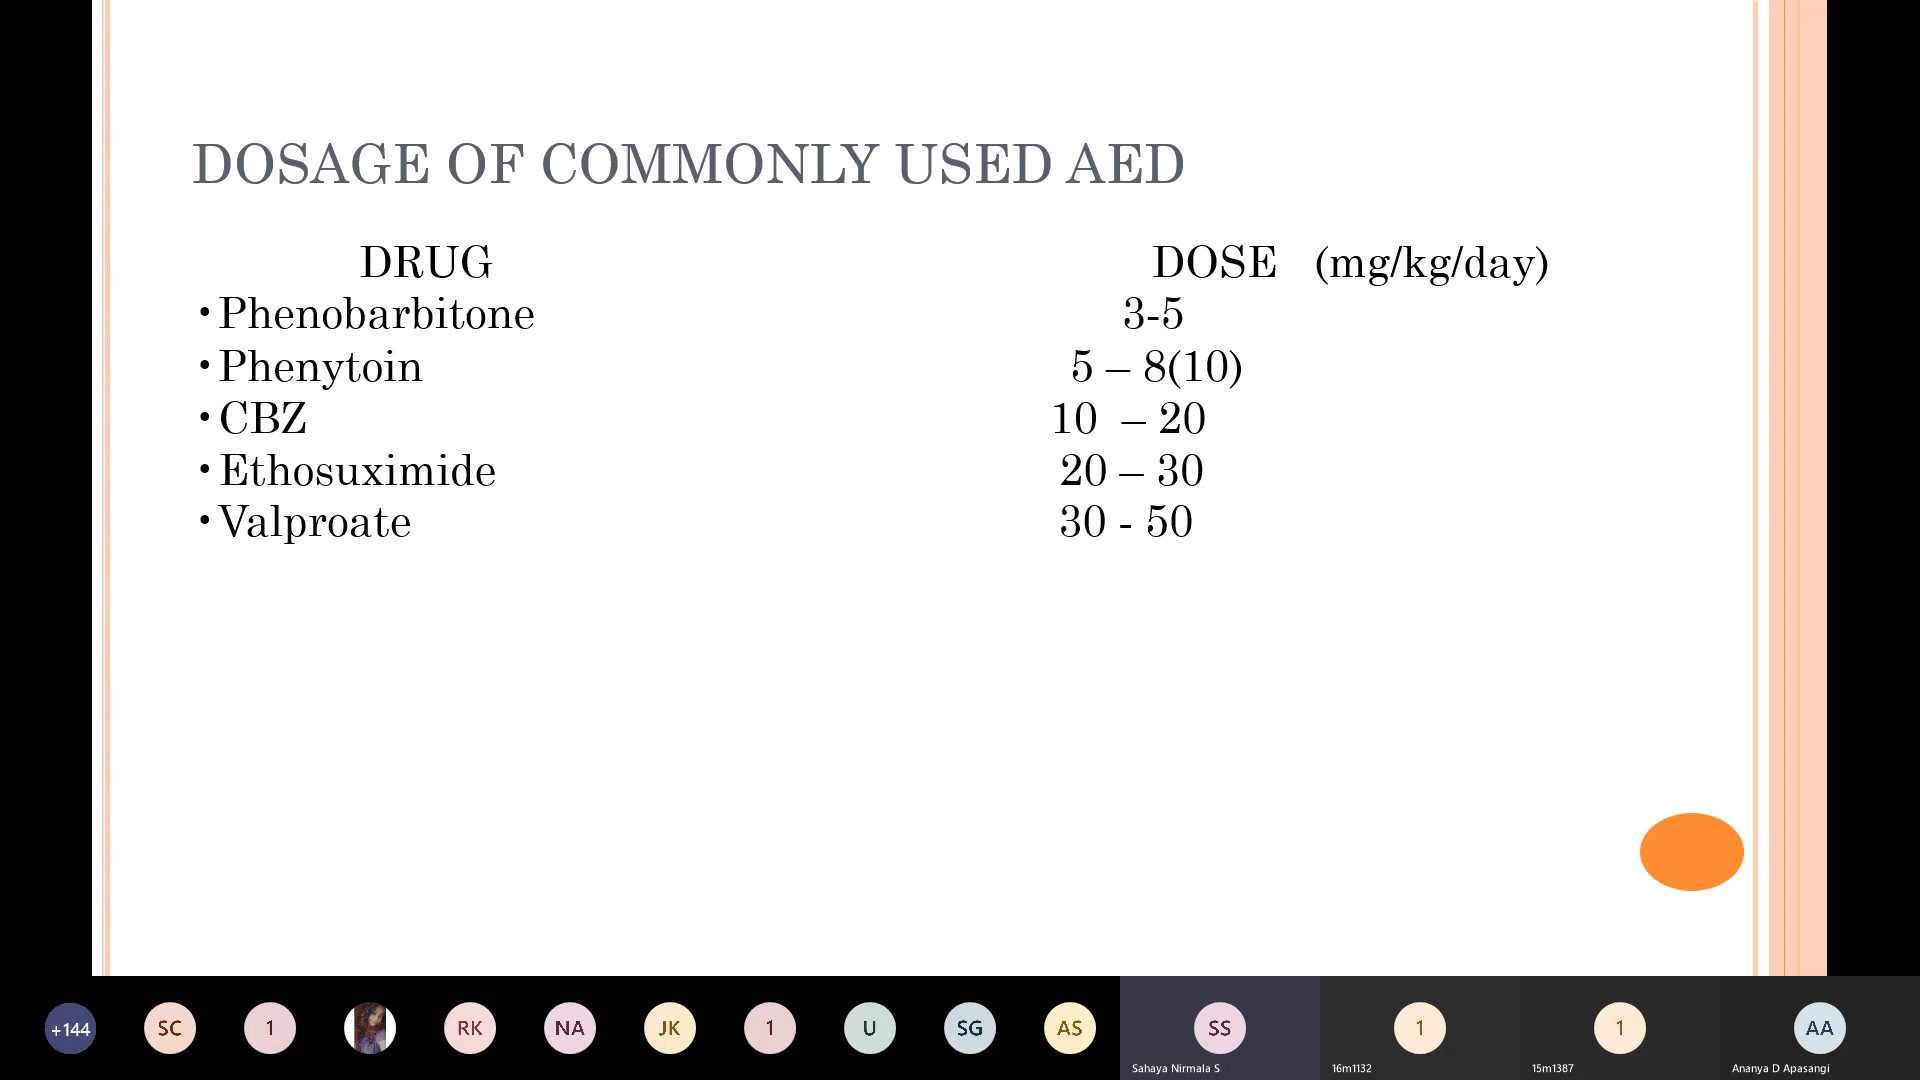 DOSAGE OF COMMONLY USED AED
DRUG DOSE (mg/kg/day)
• Phenobarbitone 3-5
• Phenytoin 5 – 8(10)
• CBZ 10 – 20
• Ethosuximide 20 – 30
• Valproate 30 - 50
+144 SC 1 RK NA JK 1 U SG AS SS 1 1 AA
Sahaya Nirmala S 16m1132 15m1387 Ananya D Apasangi